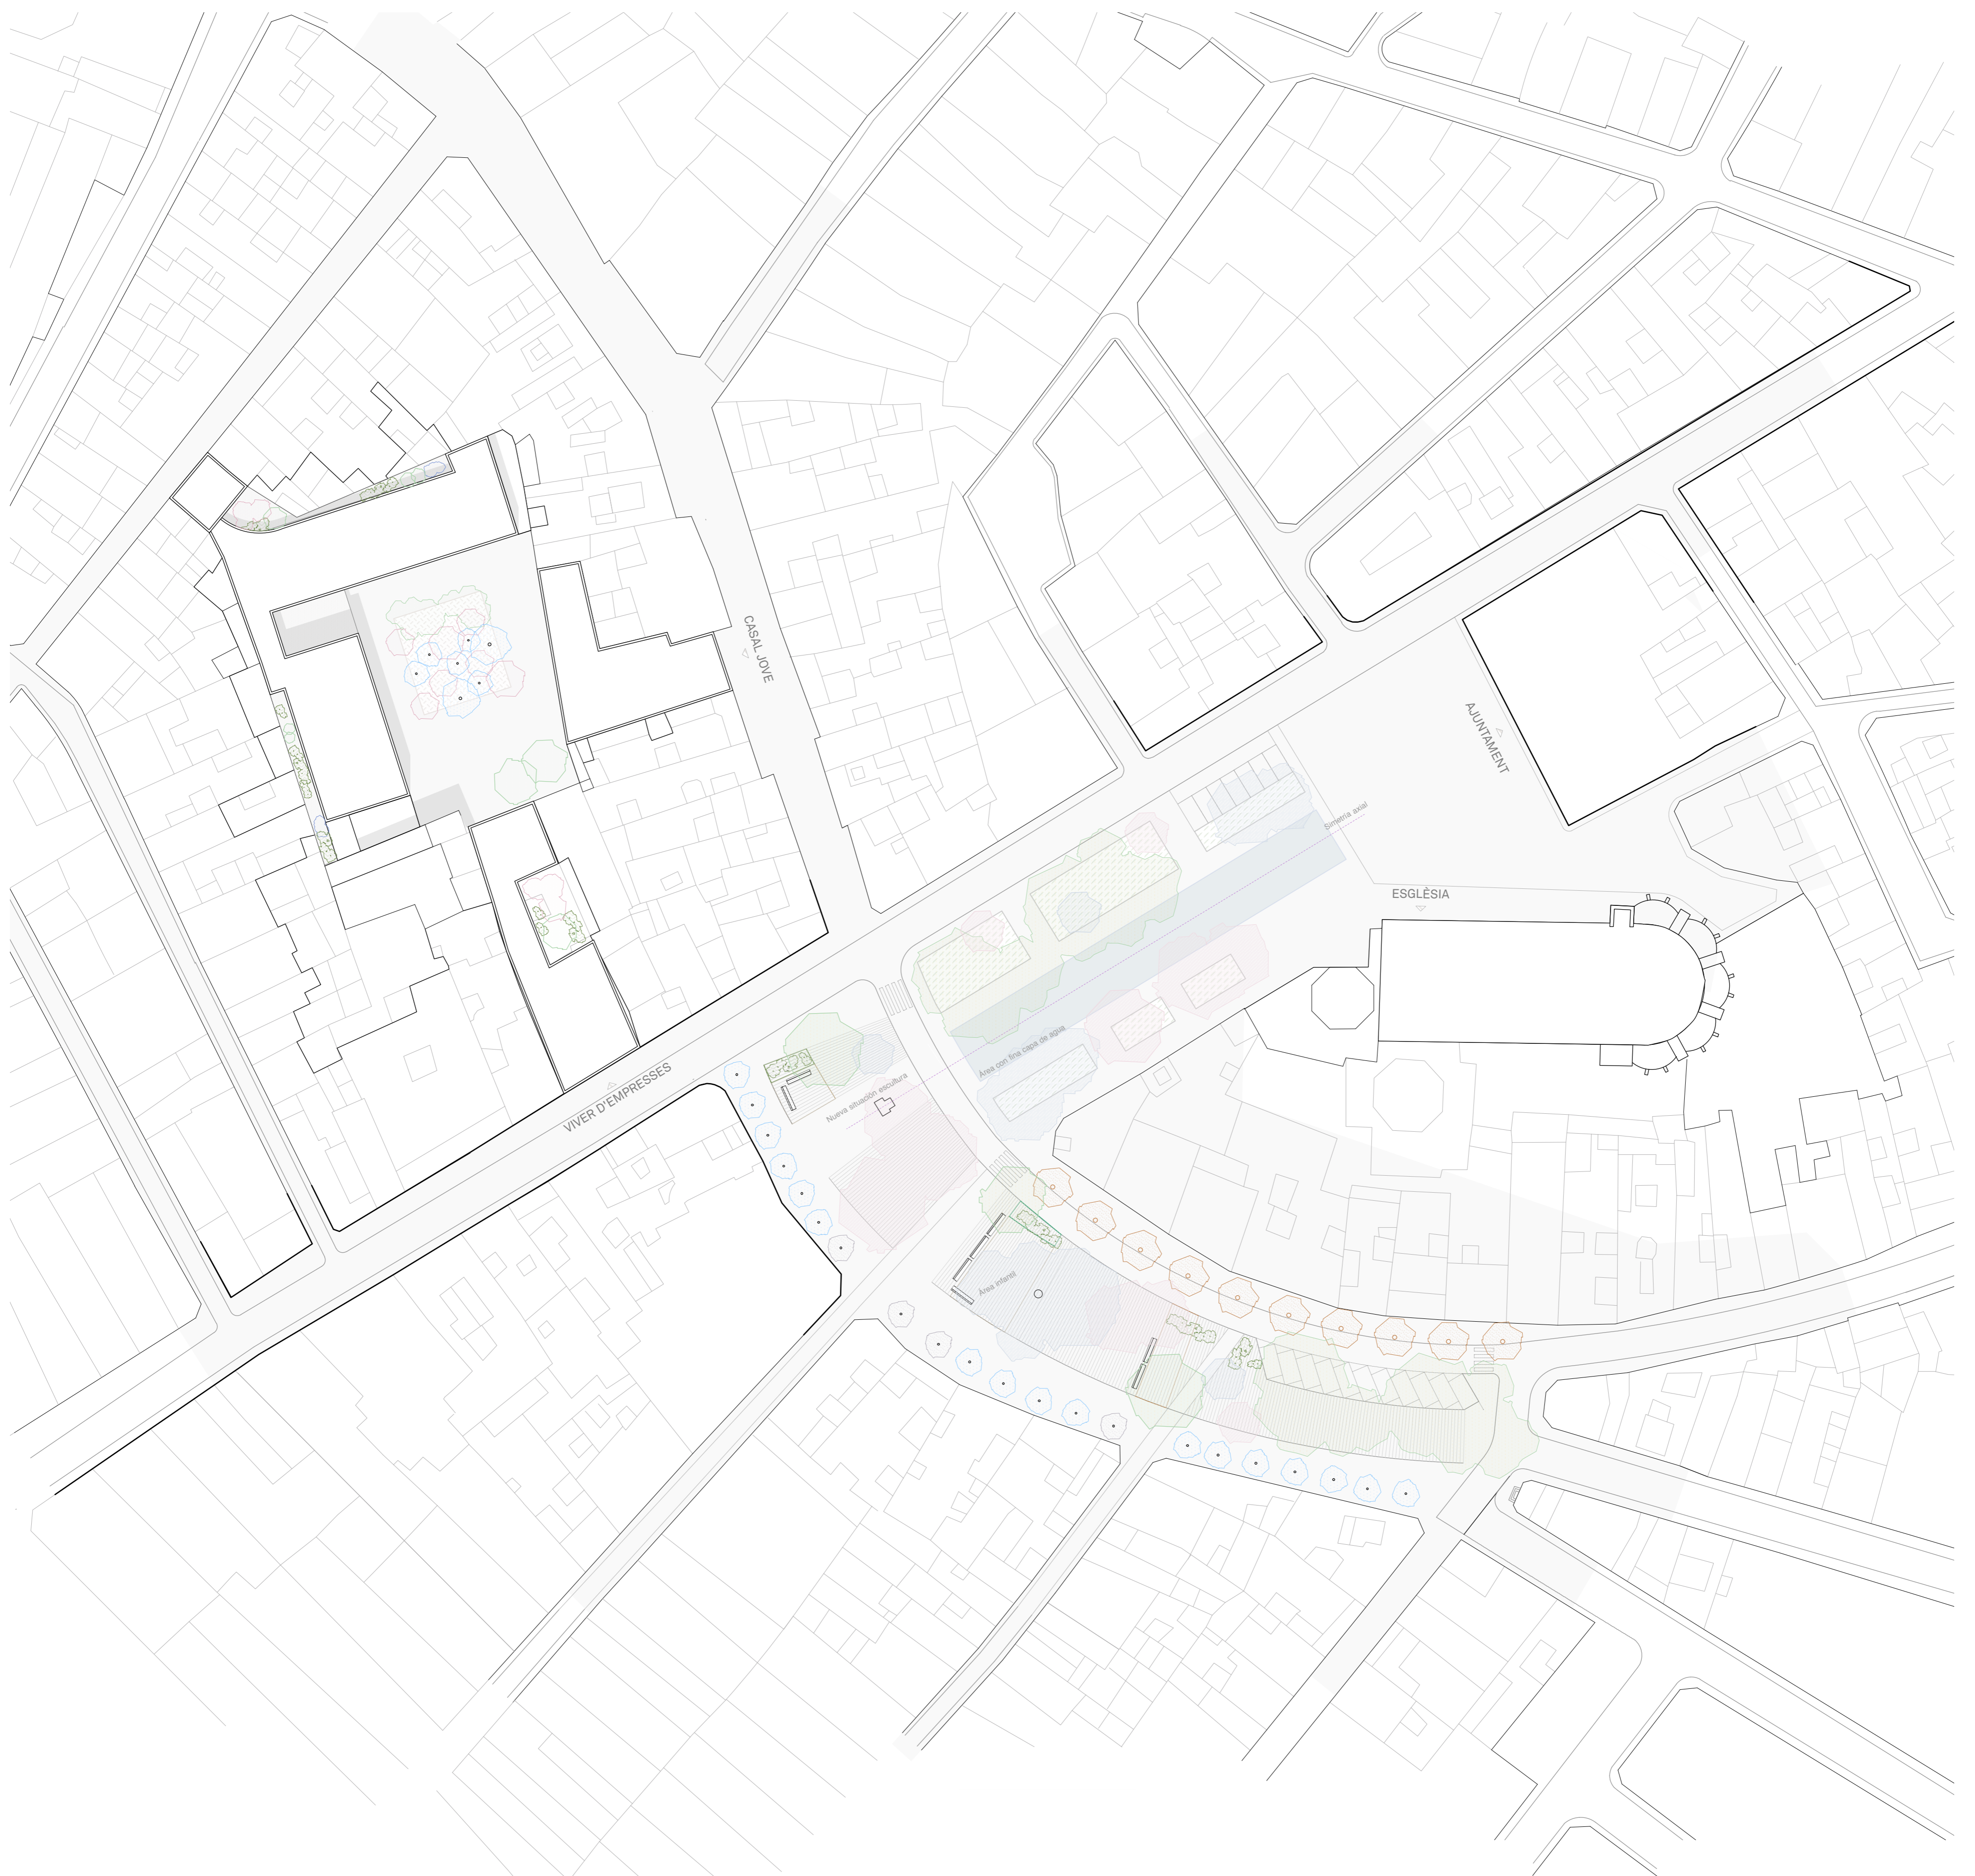 CASAL JOVE
AJUNTAMENT
Simetría axial
ESGLÈSIA
Área con fina capa de agua
Nueva situación escultura
VIVER D'EMPRESSES
Área infantil